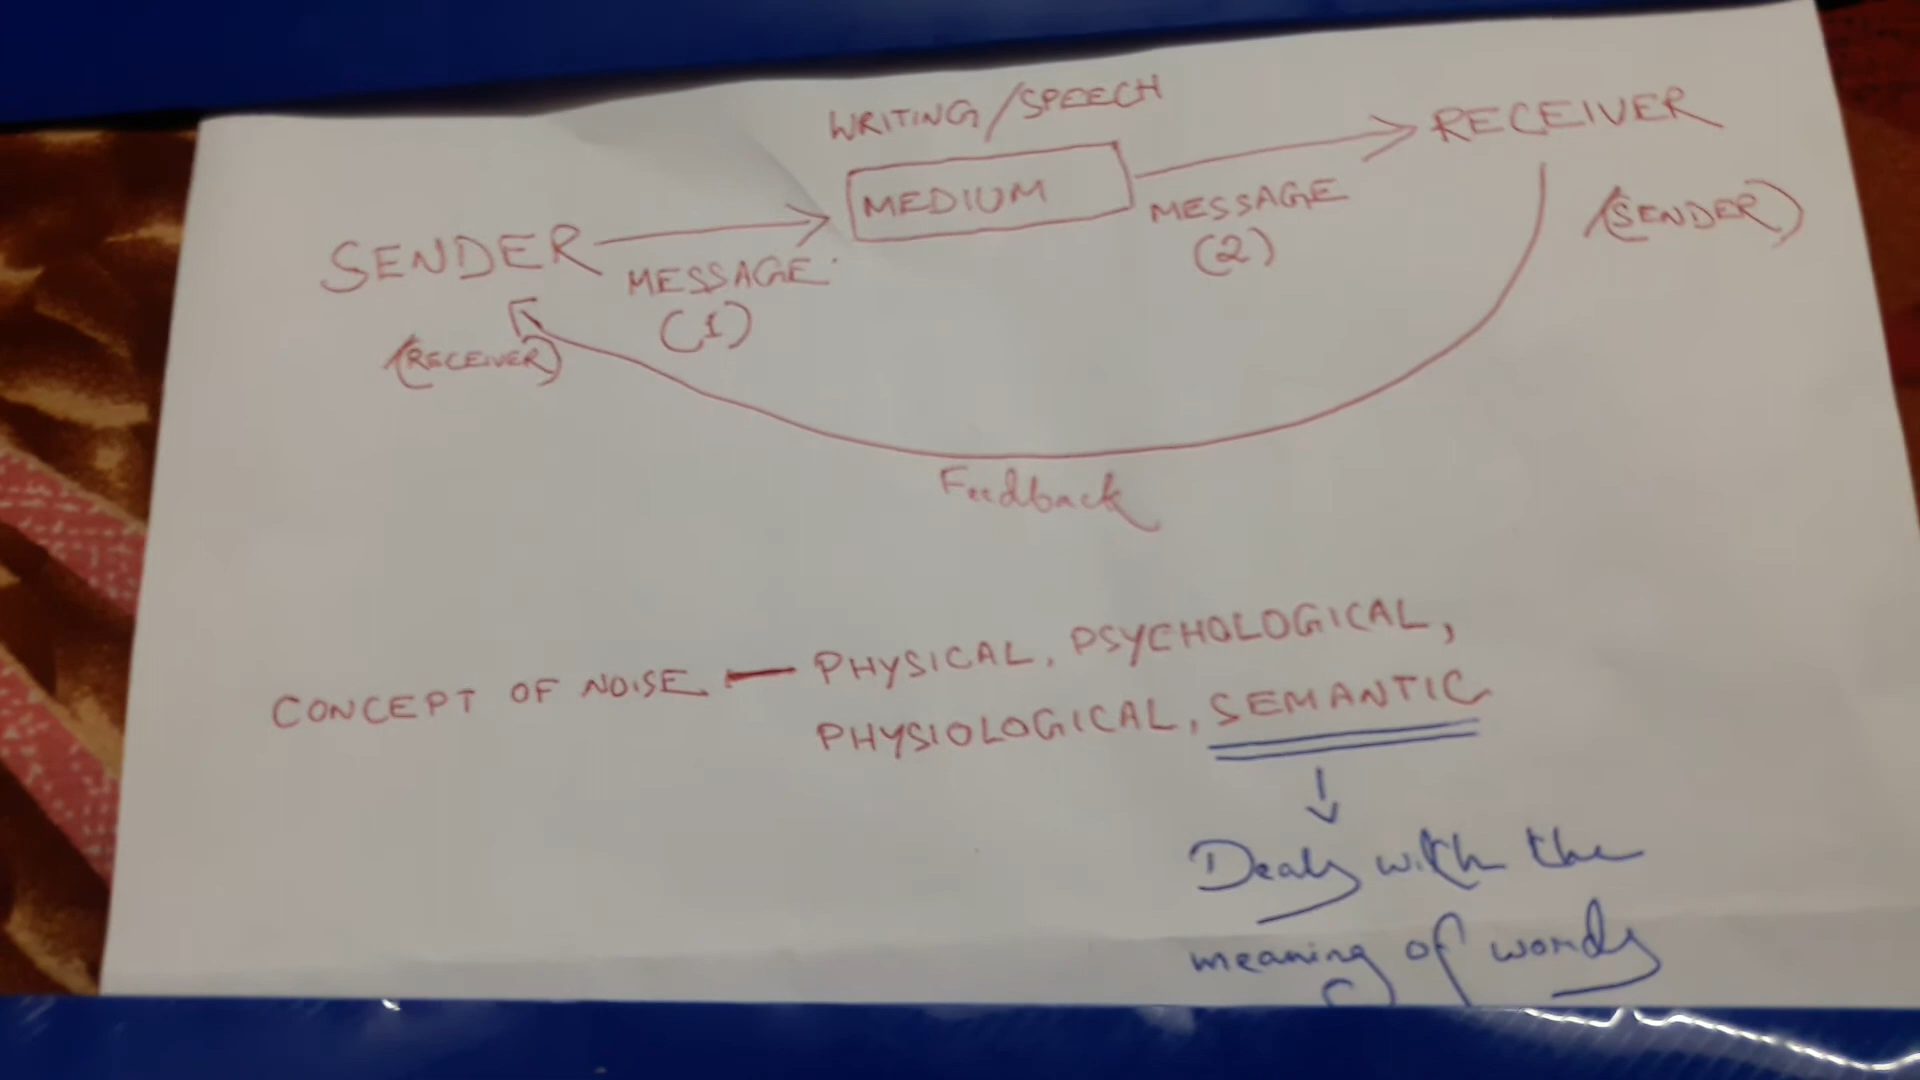 WRITING/SPEECH
SENDER
MESSAGE
(1)
MEDIUM
MESSAGE
(2)
RECEIVER
(RECEIVER)
(SENDER)
Feedback
CONCEPT OF NOISE — PHYSICAL, PSYCHOLOGICAL,
PHYSIOLOGICAL, SEMANTIC
Deals with the
meaning of words